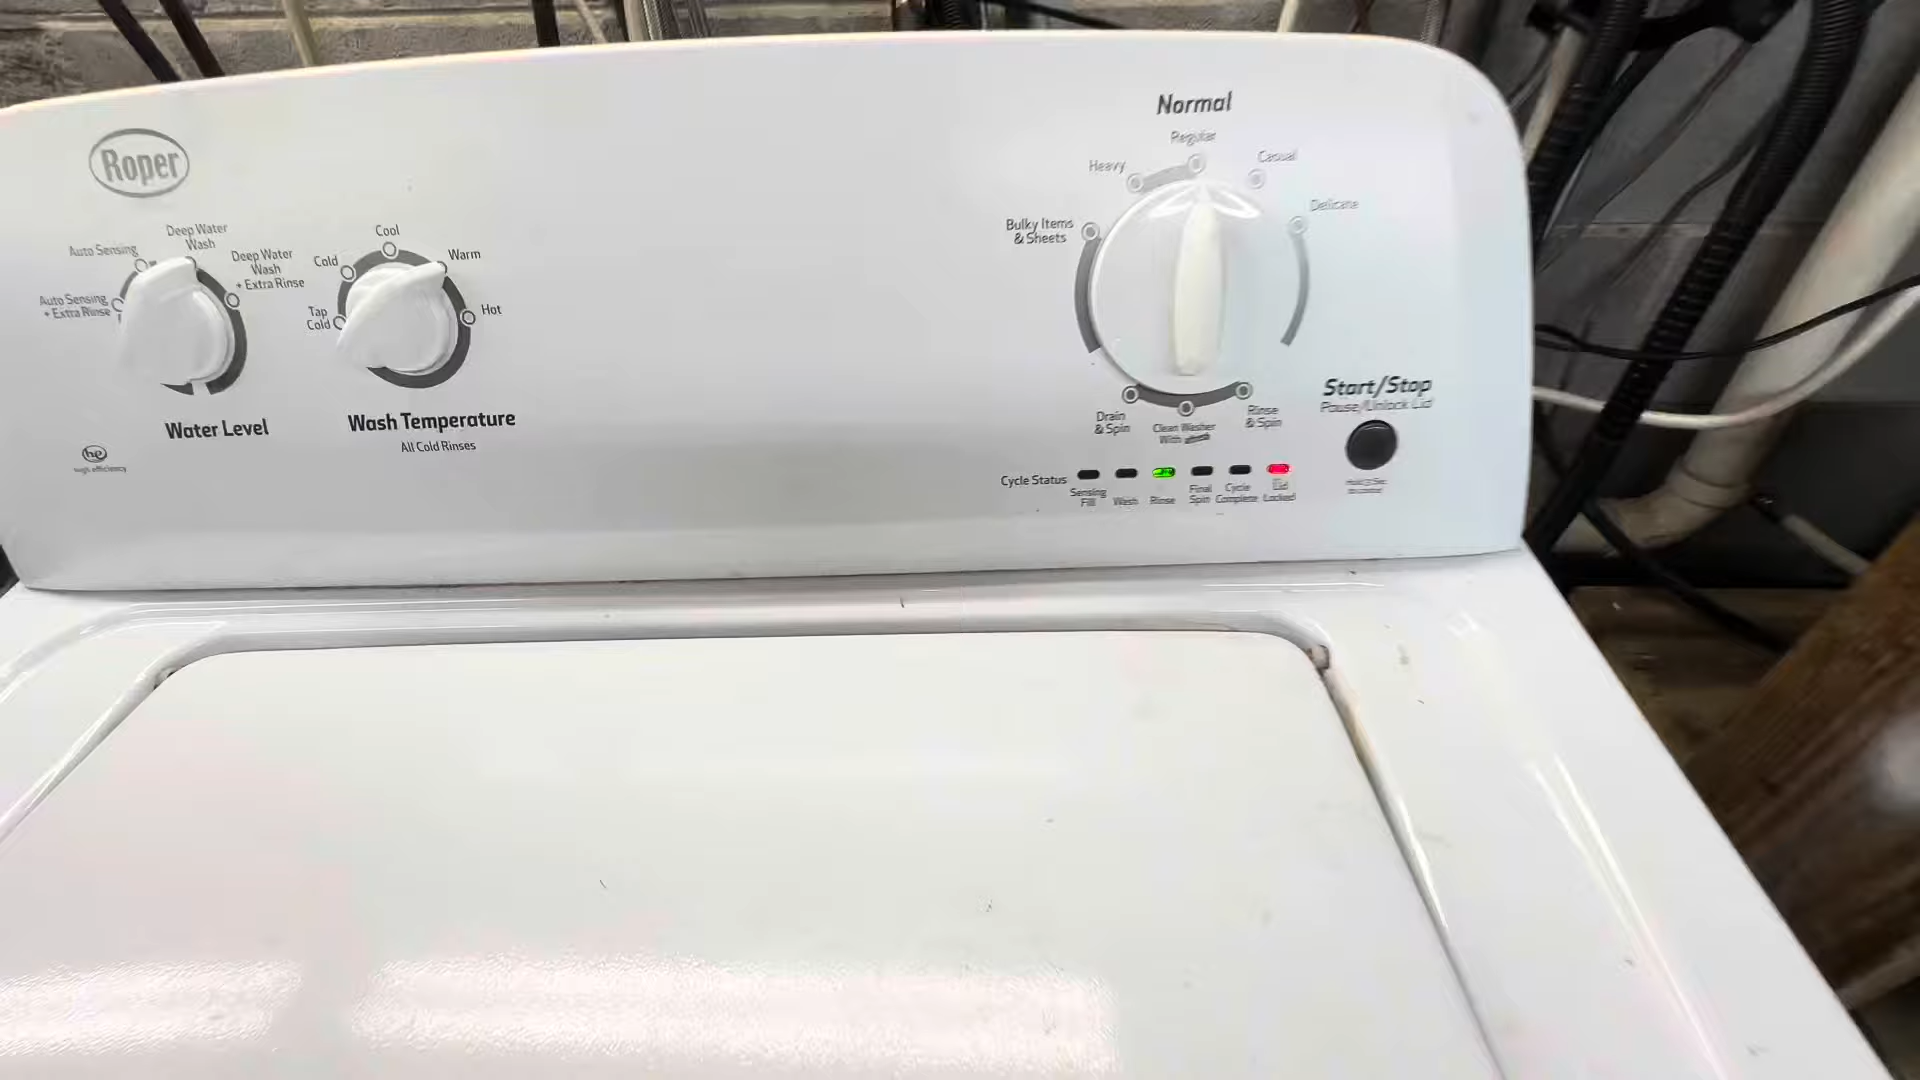 Roper
Normal
Regular
Heavy
Casual
Delicate
Bulky Items
& Sheets
Auto Sensing
Deep Water
Wash
Deep Water
Wash
+ Extra Rinse
Auto Sensing
+ Extra Rinse
Water Level
he
high efficiency
Cool
Cold
Warm
Tap
Cold
Hot
Wash Temperature
All Cold Rinses
Drain
& Spin
Clean Washer
With
Rinse
& Spin
Start/Stop
Pause/Unlock Lid
Cycle Status
Sensing
Fill
Wash
Rinse
Final
Spin
Cycle
Complete
Lid
Locked